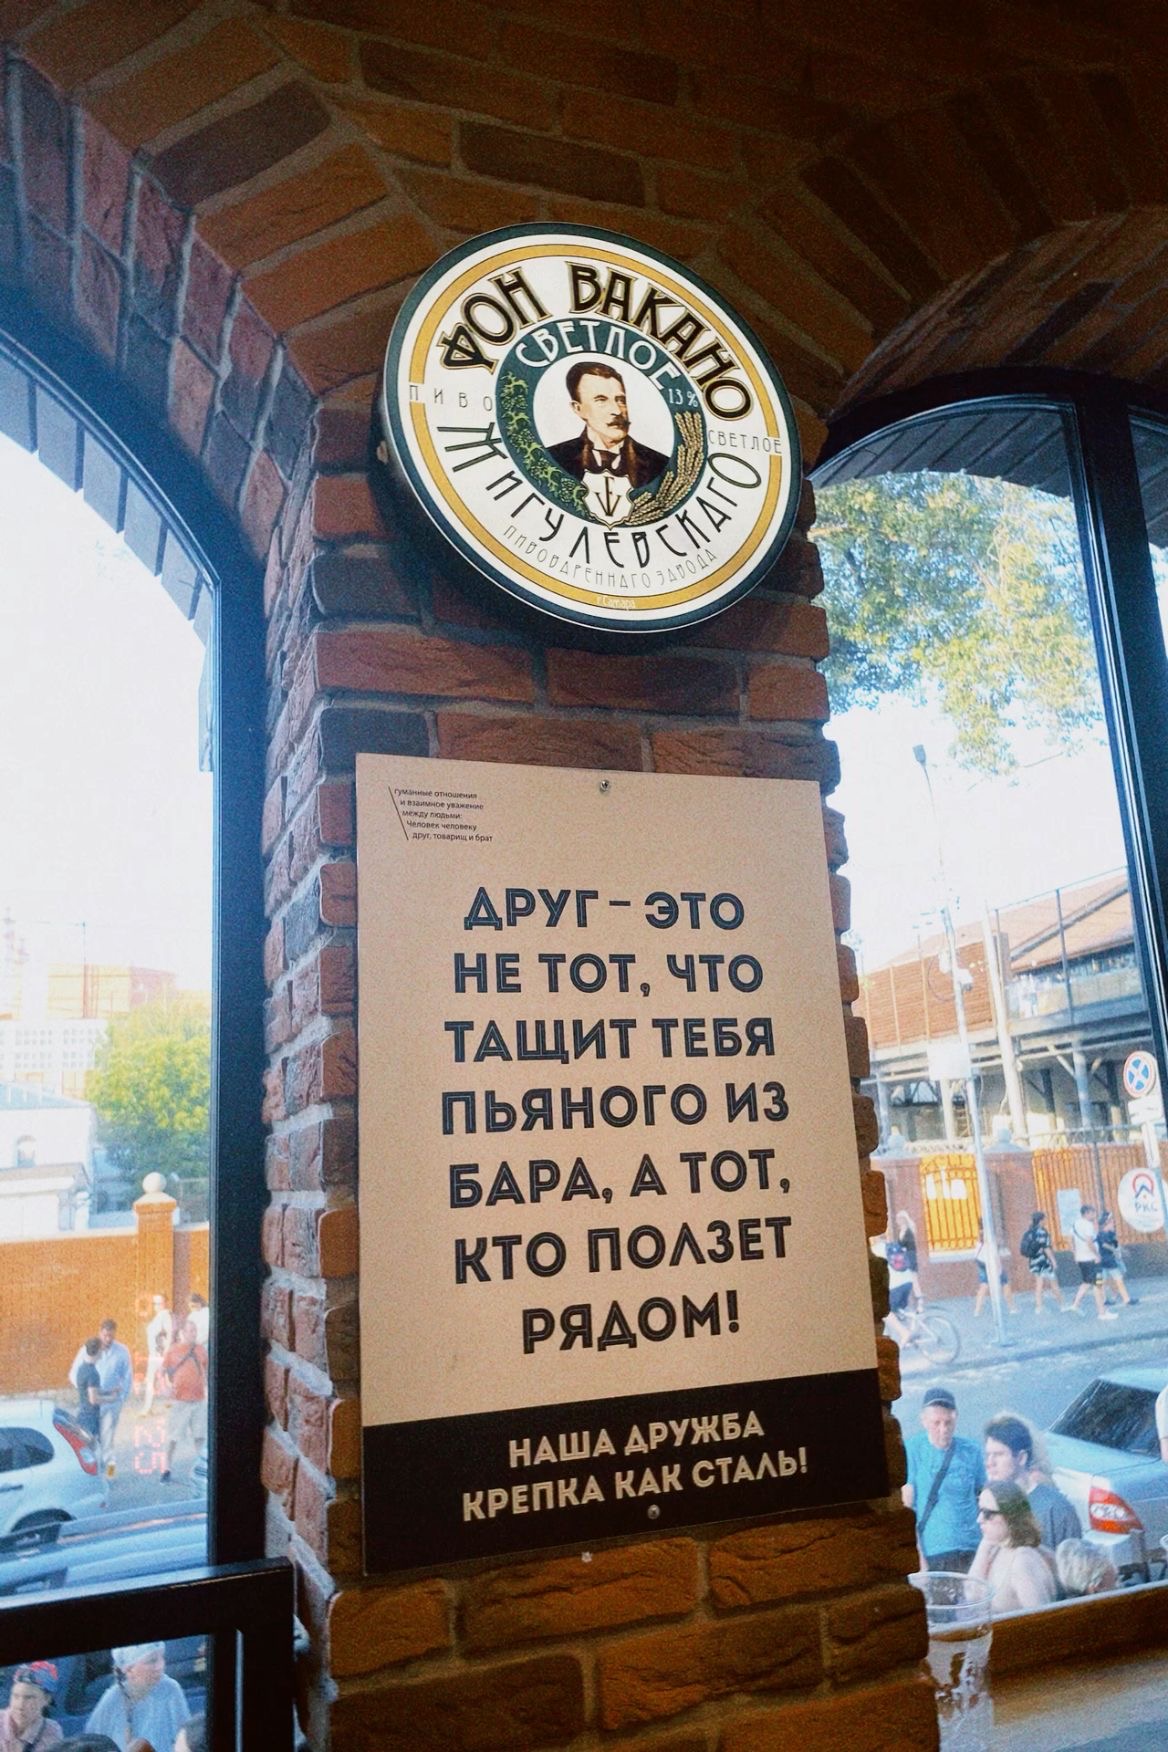 ФОН ВАКАНО
СВЕТЛОЕ
13%
ПИВО
СВЕТЛОЕ
ЖИГУЛЕВСКАГО
ПИВОВАРЕННАГО ЗАВОДА
г.Самара
гуманные отношения
и взаимное уважение
между людьми:
Человек человеку
друг, товарищ и брат
ДРУГ – ЭТО
НЕ ТОТ, ЧТО
ТАЩИТ ТЕБЯ
ПЬЯНОГО ИЗ
БАРА, А ТОТ,
КТО ПОЛЗЕТ
РЯДОМ!
НАША ДРУЖБА
КРЕПКА КАК СТАЛЬ!
РКС